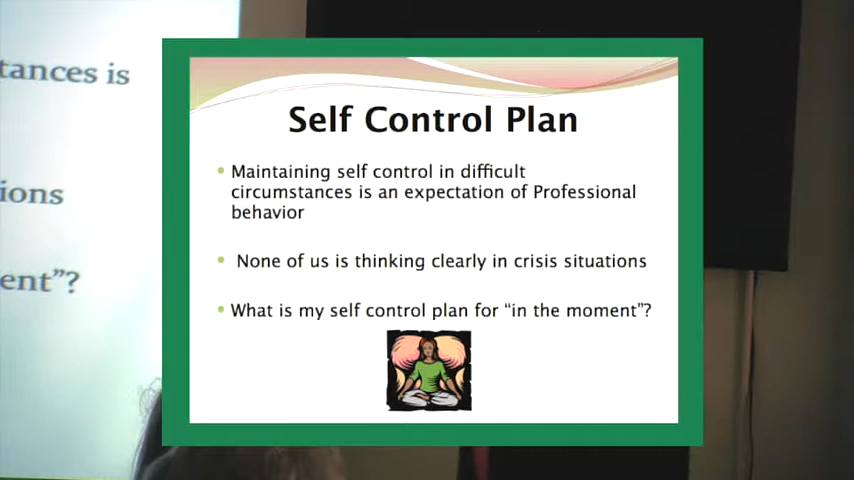 tances is
ions
ent”?
Self Control Plan
Maintaining self control in difficult
circumstances is an expectation of Professional
behavior
None of us is thinking clearly in crisis situations
What is my self control plan for “in the moment”?